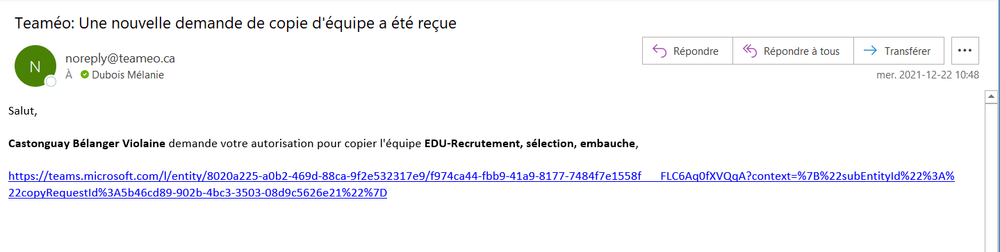 Teaméo: Une nouvelle demande de copie d'équipe a été reçue
N
noreply@teameo.ca
À Dubois Mélanie
Répondre
Répondre à tous
Transférer
mer. 2021-12-22 10:48
Salut,
Castonguay Bélanger Violaine demande votre autorisation pour copier l'équipe EDU-Recrutement, sélection, embauche,
https://teams.microsoft.com/l/entity/8020a225-a0b2-469d-88ca-9f2e532317e9/f974ca44-fbb9-41a9-8177-7484f7e1558f___FLC6Aq0fXVQqA?context=%7B%22subEntityId%22%3A%
22copyRequestId%3A5b46cd89-902b-4bc3-3503-08d9c5626e21%22%7D